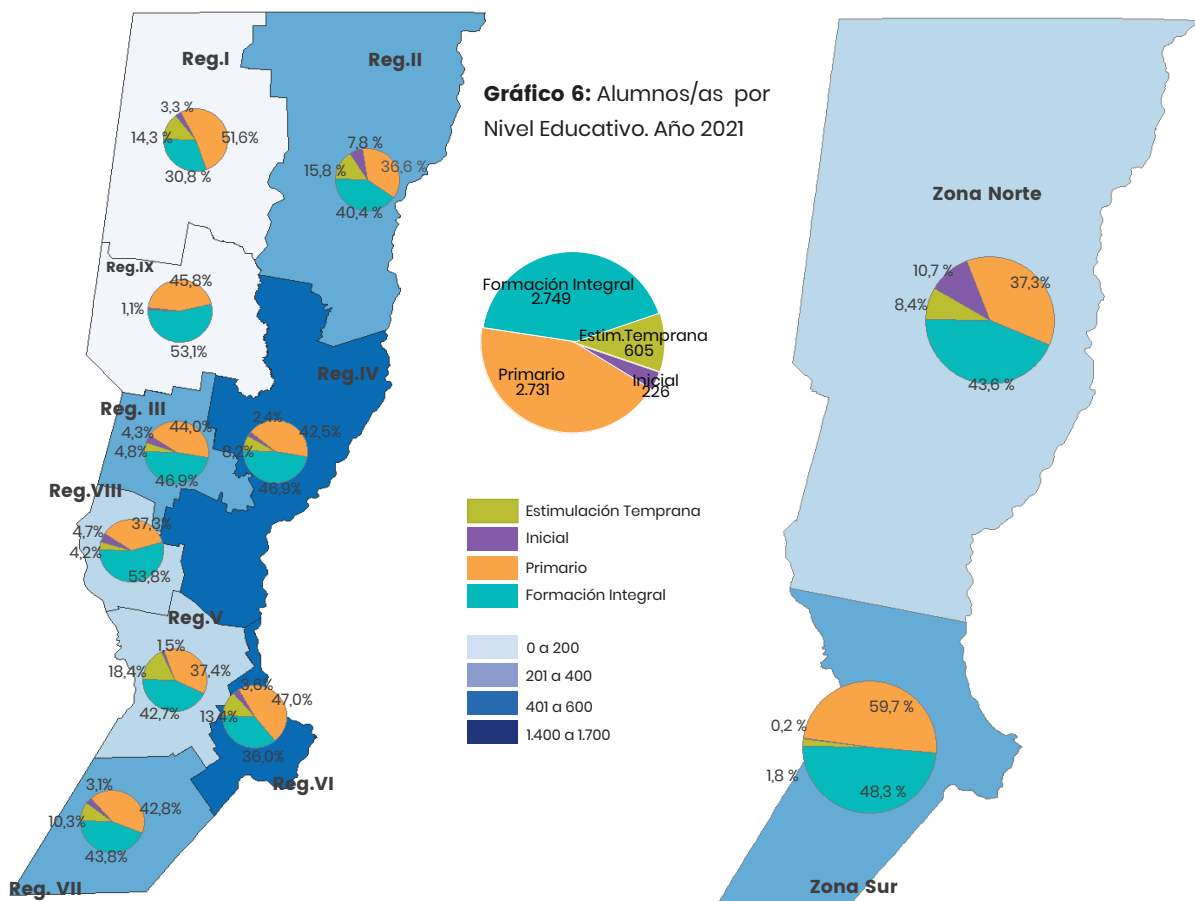 Gráfico 6: Alumnos/as por
Nivel Educativo. Año 2021
Reg.I
3,3 %
14,3 %
51,6%
30,8 %
Reg.II
7,8 %
15,8 %
36,6 %
40,4 %
Reg.IX
45,8%
1,1%
53,1%
Reg.IV
2,4%
42,5%
8,2%
46,9%
Reg. III
4,3%
44,0%
4,8%
46,9%
Reg.VIII
4,7%
37,3%
4,2%
53,8%
Reg.V
1,5%
18,4%
37,4%
42,7%
3,6%
47,0%
13,4%
36,0%
Reg.VI
3,1%
42,8%
10,3%
43,8%
Reg. VII
Formación Integral
2.749
Estim.Temprana
605
Primario
2.731
Inicial
226
Estimulación Temprana
Inicial
Primario
Formación Integral
0 a 200
201 a 400
401 a 600
1.400 a 1.700
Zona Norte
10,7 %
37,3%
8,4%
43,6 %
59,7 %
0,2 %
1,8 %
48,3 %
Zona Sur